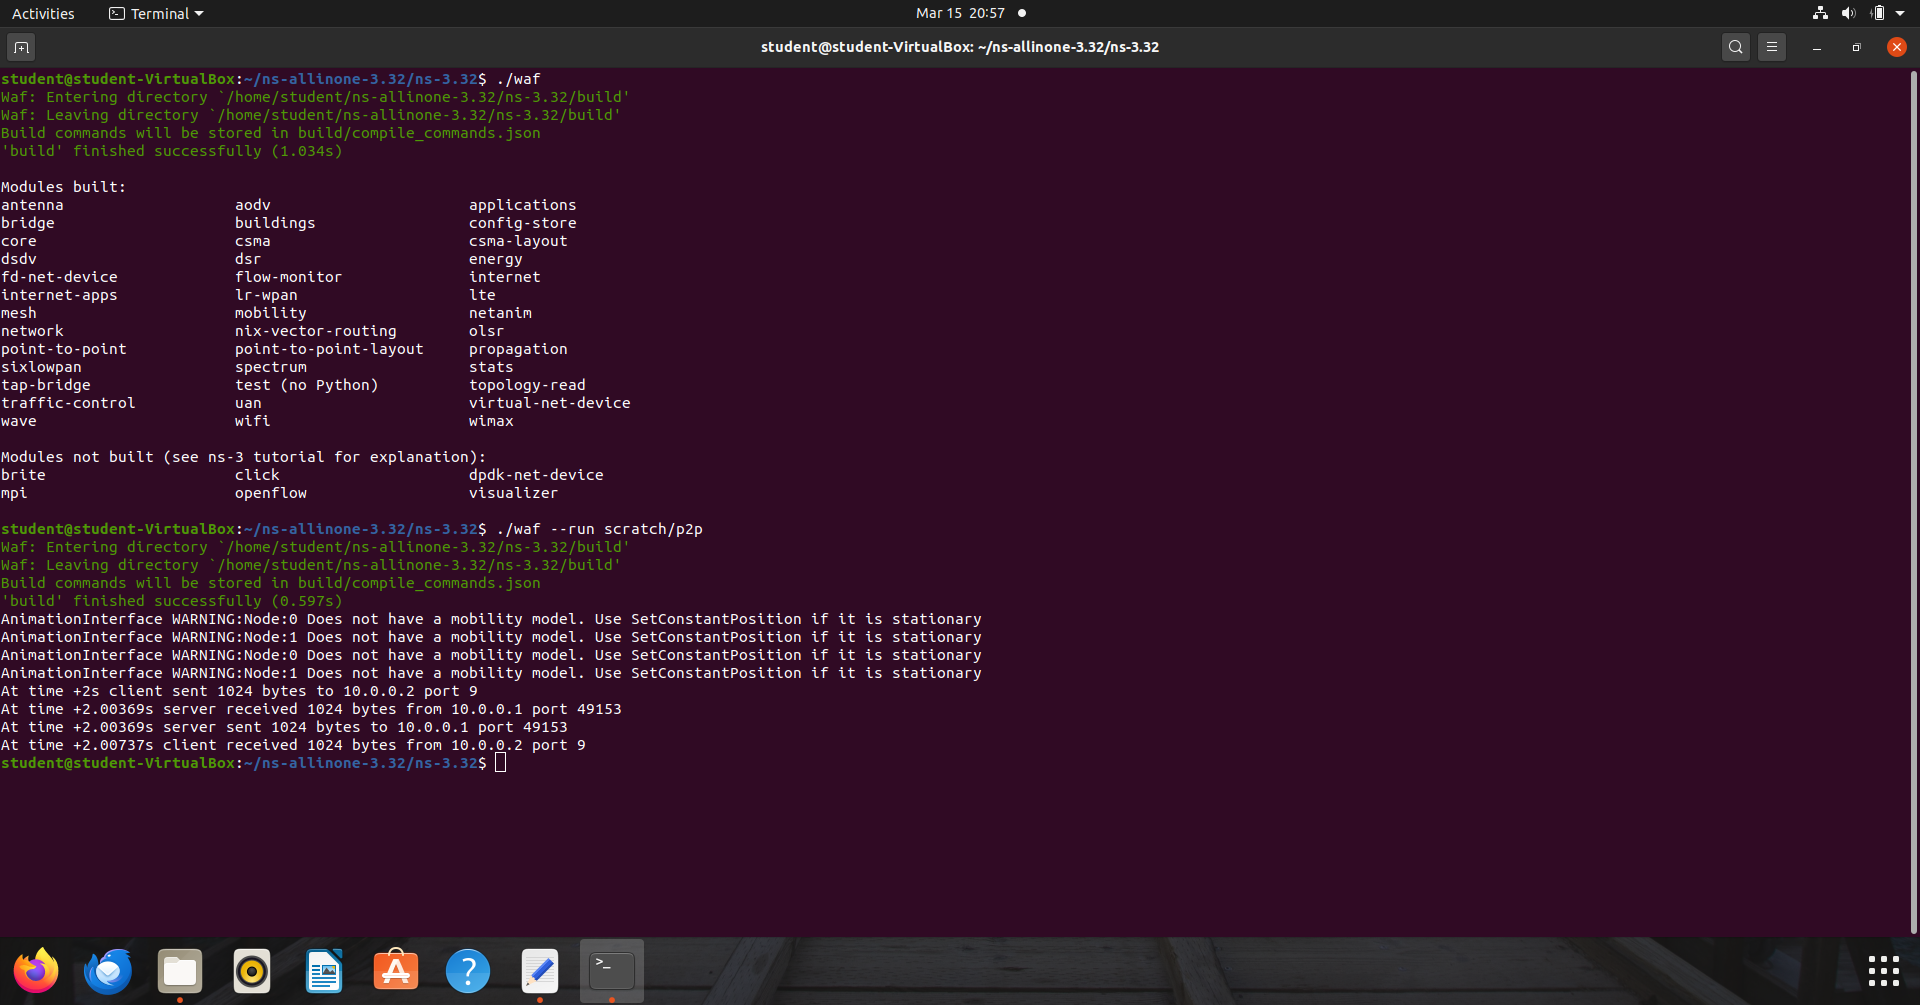 Activities Terminal Mar 15 20:57
student@student-VirtualBox: ~/ns-allinone-3.32/ns-3.32
student@student-VirtualBox:~/ns-allinone-3.32/ns-3.32$ ./waf
Waf: Entering directory `/home/student/ns-allinone-3.32/ns-3.32/build'
Waf: Leaving directory `/home/student/ns-allinone-3.32/ns-3.32/build'
Build commands will be stored in build/compile_commands.json
'build' finished successfully (1.034s)
Modules built:
antenna aodv applications
bridge buildings config-store
core csma csma-layout
dsdv dsr energy
fd-net-device flow-monitor internet
internet-apps lr-wpan lte
mesh mobility netanim
network nix-vector-routing olsr
point-to-point point-to-point-layout propagation
sixlowpan spectrum stats
tap-bridge test (no Python) topology-read
traffic-control uan virtual-net-device
wave wifi wimax
Modules not built (see ns-3 tutorial for explanation):
brite click dpdk-net-device
mpi openflow visualizer
student@student-VirtualBox:~/ns-allinone-3.32/ns-3.32$ ./waf --run scratch/p2p
Waf: Entering directory `/home/student/ns-allinone-3.32/ns-3.32/build'
Waf: Leaving directory `/home/student/ns-allinone-3.32/ns-3.32/build'
Build commands will be stored in build/compile_commands.json
'build' finished successfully (0.597s)
AnimationInterface WARNING:Node:0 Does not have a mobility model. Use SetConstantPosition if it is stationary
AnimationInterface WARNING:Node:1 Does not have a mobility model. Use SetConstantPosition if it is stationary
AnimationInterface WARNING:Node:0 Does not have a mobility model. Use SetConstantPosition if it is stationary
AnimationInterface WARNING:Node:1 Does not have a mobility model. Use SetConstantPosition if it is stationary
At time +2s client sent 1024 bytes to 10.0.0.2 port 9
At time +2.00369s server received 1024 bytes from 10.0.0.1 port 49153
At time +2.00369s server sent 1024 bytes to 10.0.0.1 port 49153
At time +2.00737s client received 1024 bytes from 10.0.0.2 port 9
student@student-VirtualBox:~/ns-allinone-3.32/ns-3.32$